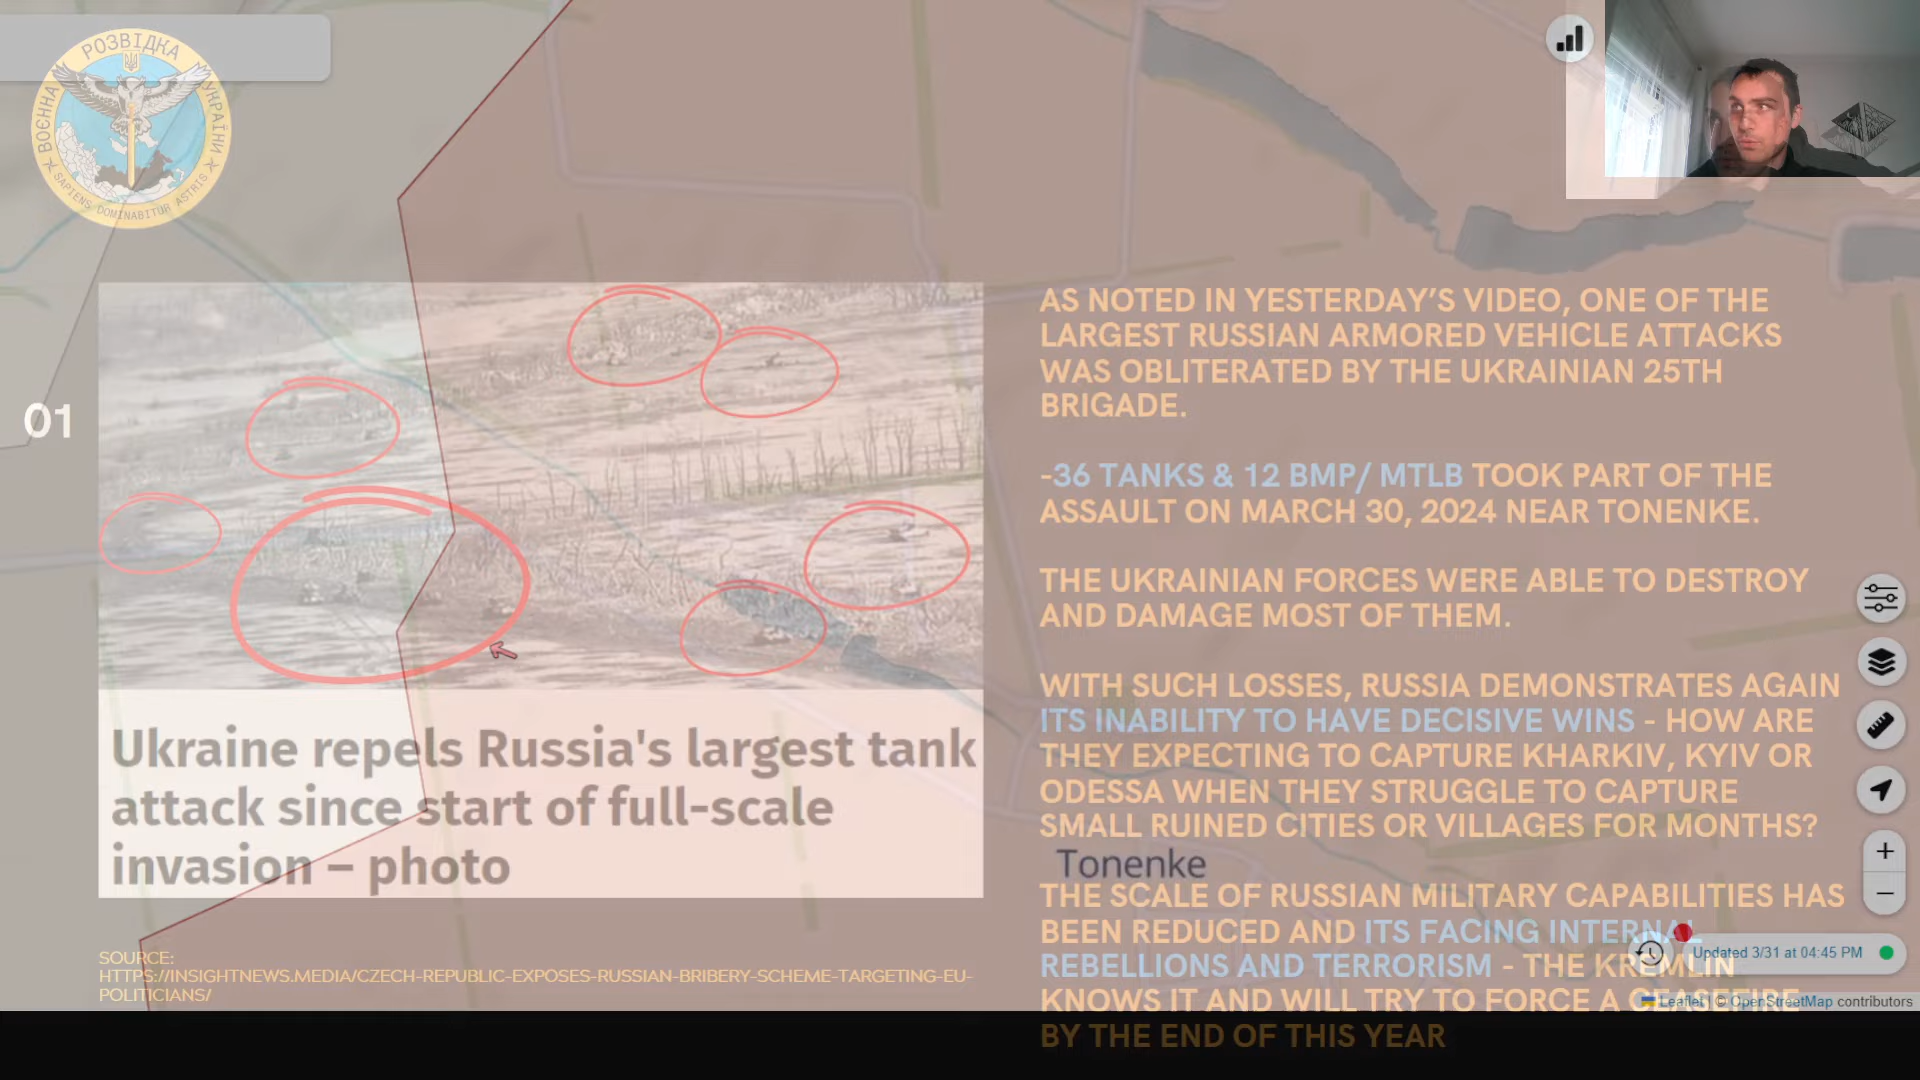 ВОЄННА РОЗВІДКА УКРАЇНИ
SAPIENS DOMINABITUR ASTRIS
01
Ukraine repels Russia's largest tank
attack since start of full-scale
invasion – photo
SOURCE:
HTTPS://INSIGHTNEWS.MEDIA/CZECH-REPUBLIC-EXPOSES-RUSSIAN-BRIBERY-SCHEME-TARGETING-EU-
POLITICIANS/
AS NOTED IN YESTERDAY'S VIDEO, ONE OF THE
LARGEST RUSSIAN ARMORED VEHICLE ATTACKS
WAS OBLITERATED BY THE UKRAINIAN 25TH
BRIGADE.
-36 TANKS & 12 BMP/ MTLB TOOK PART OF THE
ASSAULT ON MARCH 30, 2024 NEAR TONENKE.
THE UKRAINIAN FORCES WERE ABLE TO DESTROY
AND DAMAGE MOST OF THEM.
WITH SUCH LOSSES, RUSSIA DEMONSTRATES AGAIN
ITS INABILITY TO HAVE DECISIVE WINS - HOW ARE
THEY EXPECTING TO CAPTURE KHARKIV, KYIV OR
ODESSA WHEN THEY STRUGGLE TO CAPTURE
SMALL RUINED CITIES OR VILLAGES FOR MONTHS?
Tonenke
THE SCALE OF RUSSIAN MILITARY CAPABILITIES HAS
BEEN REDUCED AND ITS FACING INTERNAL
REBELLIONS AND TERRORISM - THE KREMLIN
KNOWS IT AND WILL TRY TO FORCE A CEASEFIRE
BY THE END OF THIS YEAR
+
−
Updated 3/31 at 04:45 PM
Leaflet | © OpenStreetMap contributors